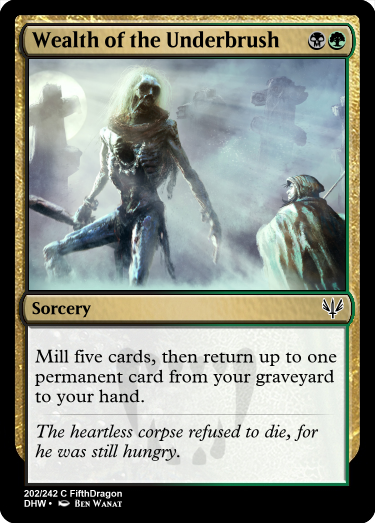 Wealth of the Underbrush
Sorcery
Mill five cards, then return up to one
permanent card from your graveyard
to your hand.
The heartless corpse refused to die, for
he was still hungry.
202/242 C FifthDragon
DHW • Ben Wanat